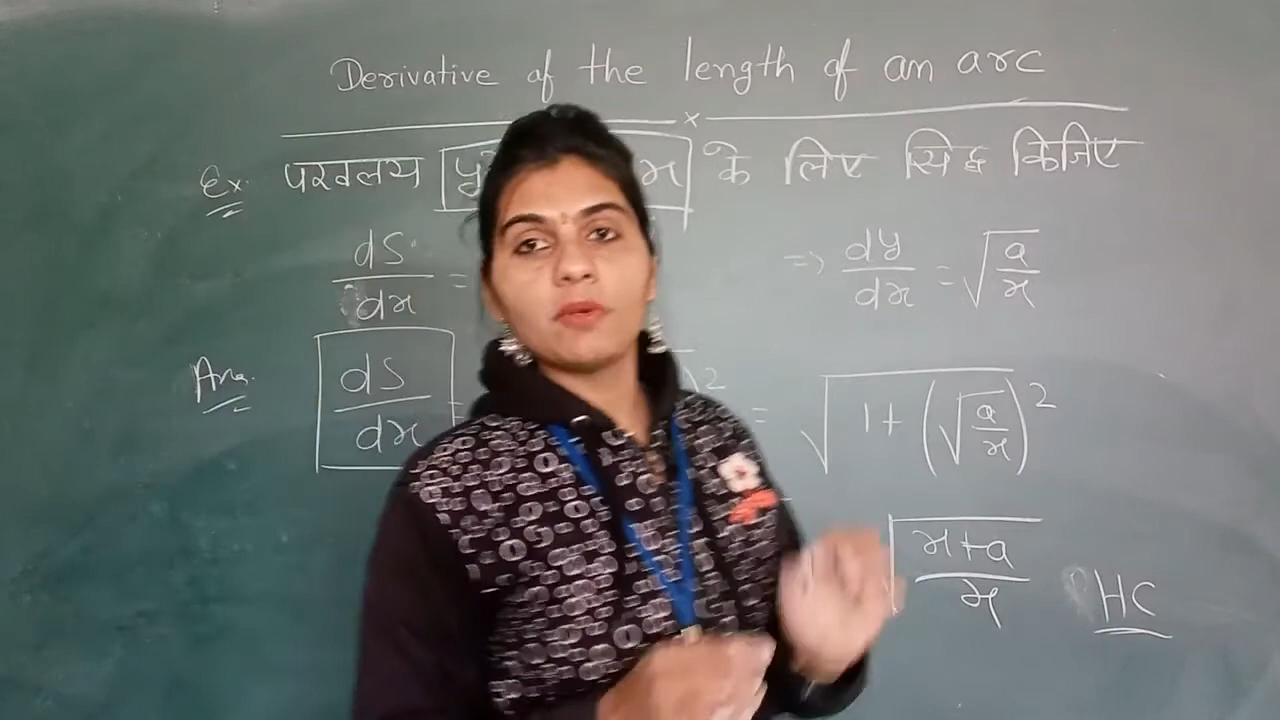 Derivative of the length of an arc
Ex. परवलय के लिए सिद्ध किजिए
dS/dx =
=> dy/dx = √(a/x)
Ans. dS/dx = )² = √(1+(√(a/x))²)
√((x+a)/x) HC